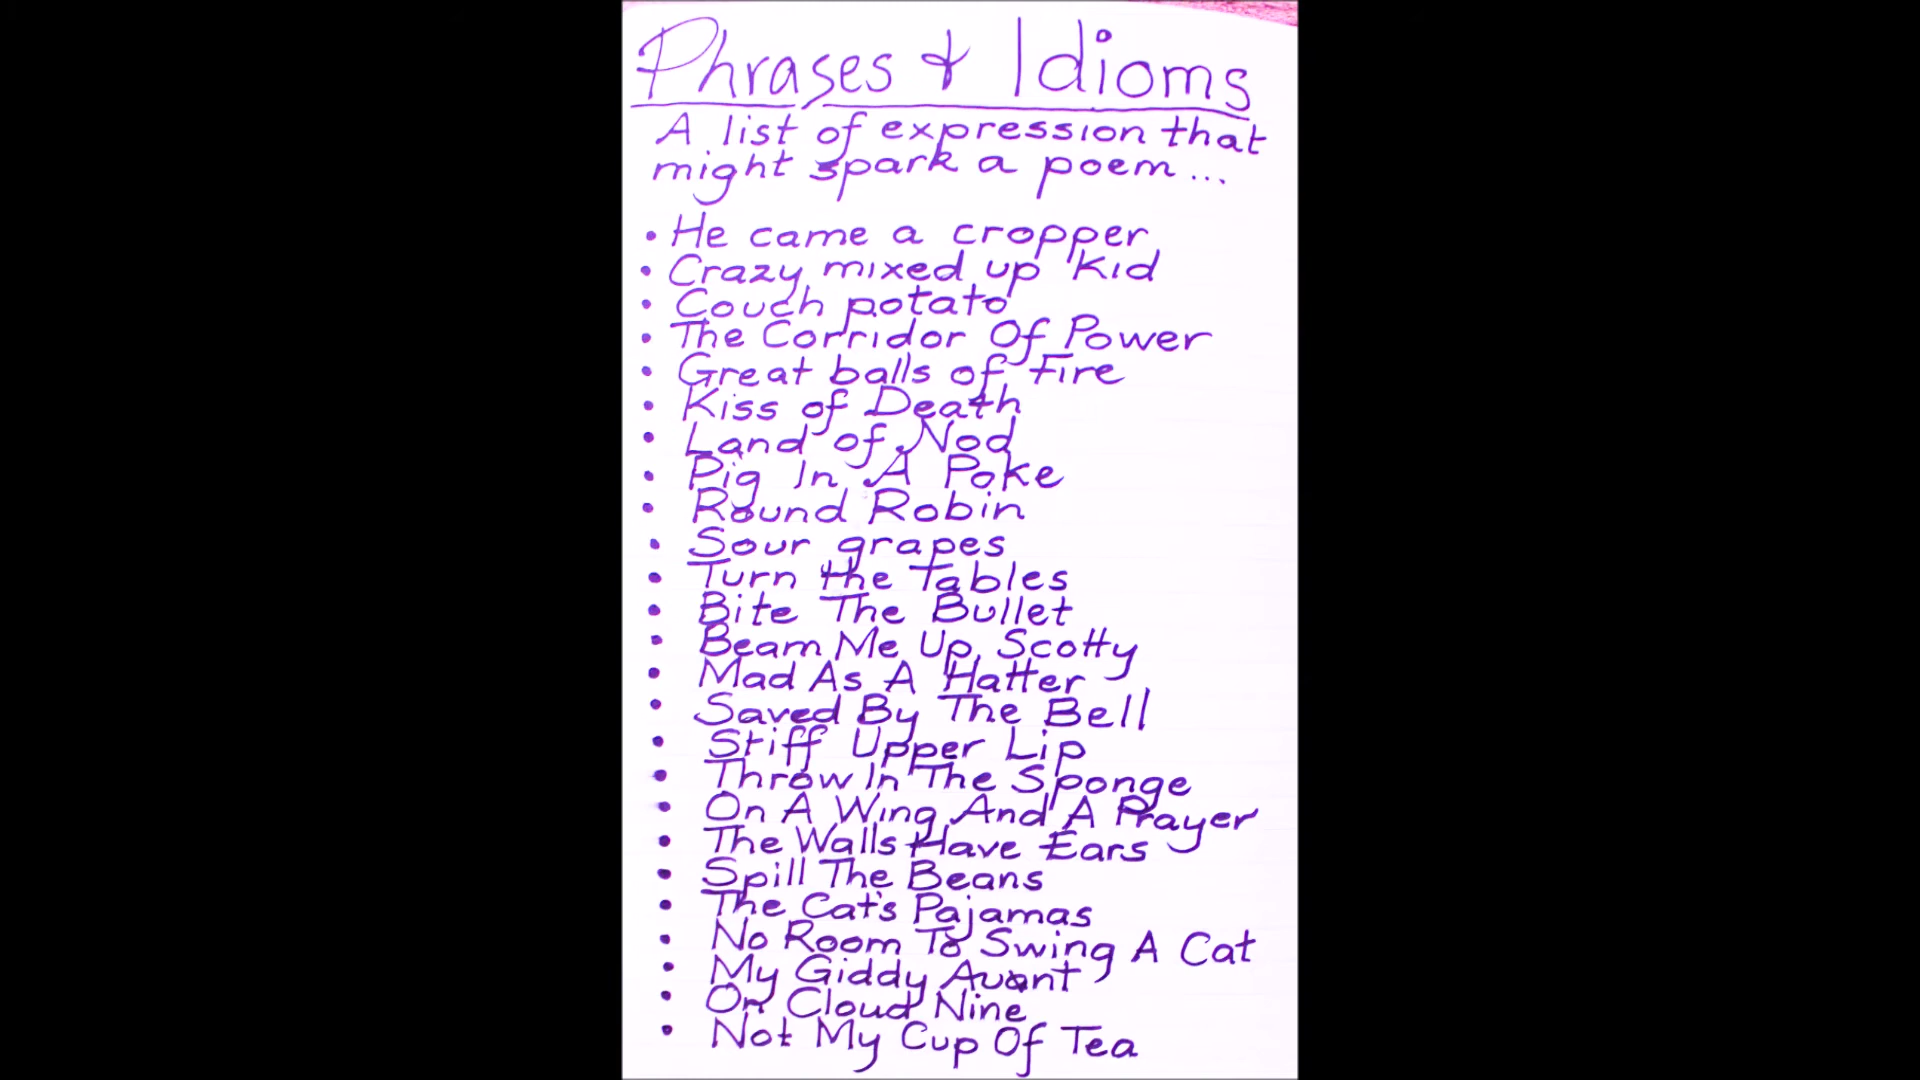 Phrases & Idioms
A list of expression that
might spark a poem...
• He came a cropper
• Crazy mixed up Kid
• Couch potato
• The Corridor Of Power
• Great balls of Fire
• Kiss of Death
• Land of Nod
• Pig In A Poke
• Round Robin
• Sour grapes
• Turn the Tables
• Bite The Bullet
• Beam Me Up, Scotty
• Mad As A Hatter
• Saved By The Bell
• Stiff Upper Lip
• Throw In The Sponge
• On A Wing And A Prayer
• The Walls Have Ears
• Spill The Beans
• The Cat's Pajamas
• No Room To Swing A Cat
• My Giddy Auant
• On Cloud Nine
• Not My Cup Of Tea